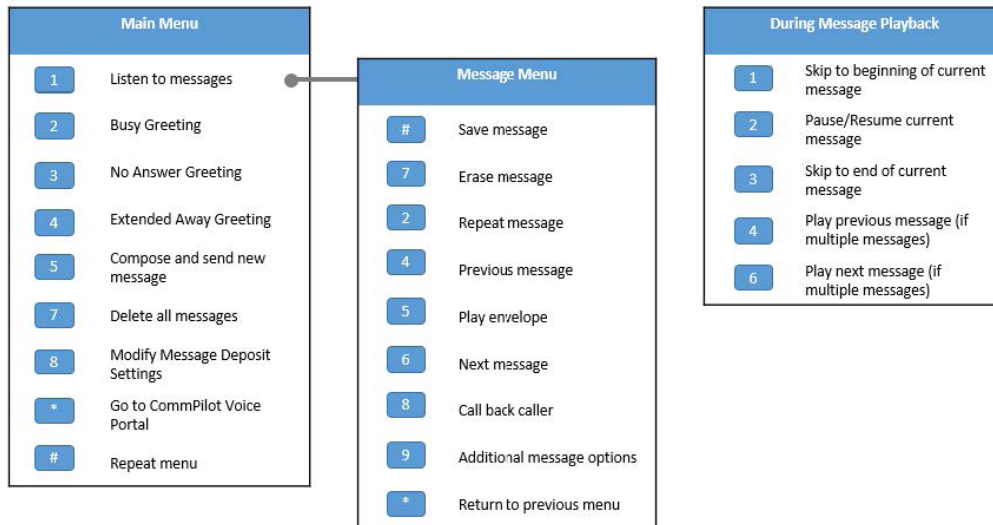 Main Menu
1 Listen to messages
2 Busy Greeting
3 No Answer Greeting
4 Extended Away Greeting
5 Compose and send new
message
7 Delete all messages
8 Modify Message Deposit
Settings
* Go to CommPilot Voice
Portal
# Repeat menu
Message Menu
# Save message
7 Erase message
2 Repeat message
4 Previous message
5 Play envelope
6 Next message
8 Call back caller
9 Additional message options
* Return to previous menu
During Message Playback
1 Skip to beginning of current
message
2 Pause/Resume current
message
3 Skip to end of current
message
4 Play previous message (if
multiple messages)
6 Play next message (if
multiple messages)